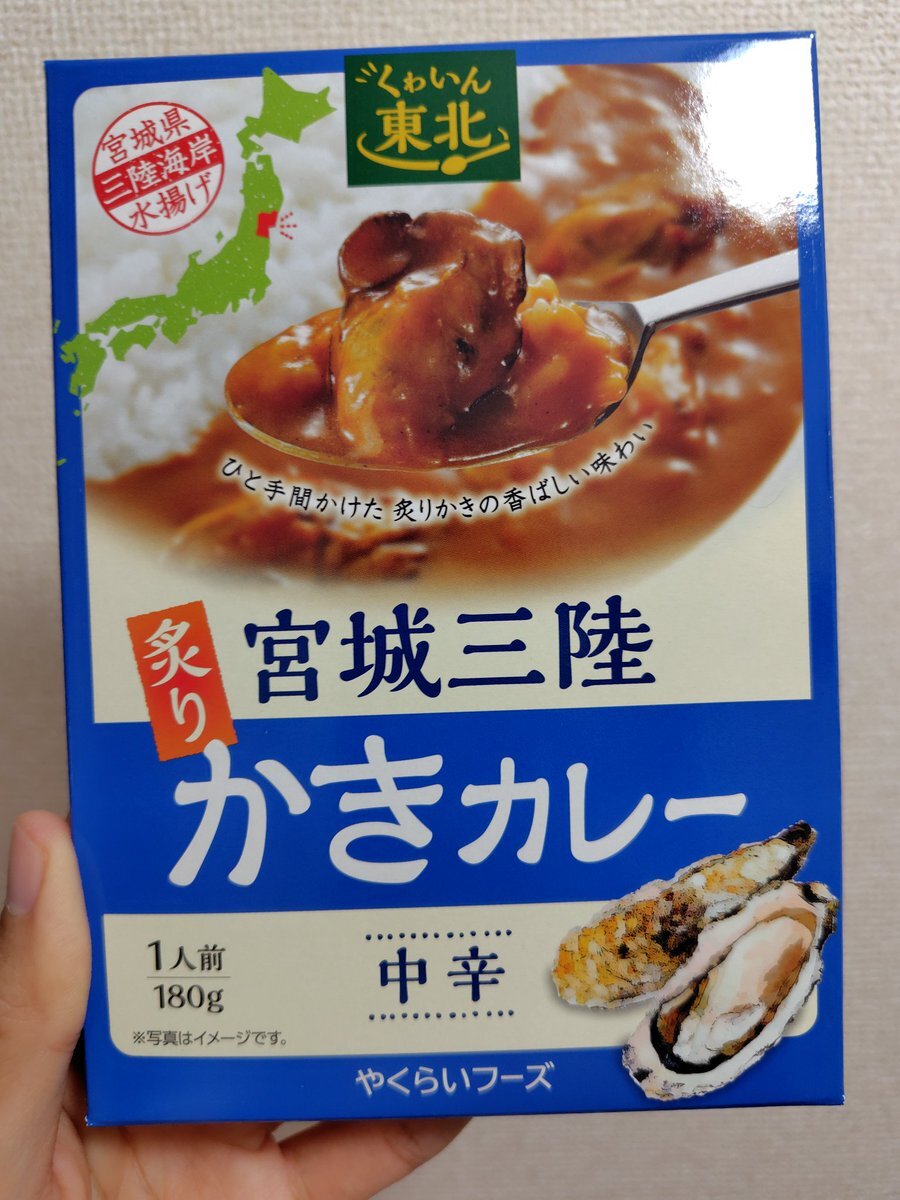 くわいん
東北
宮城県
三陸海岸
水揚げ
ひと手間かけた 炙りかきの香ばしい味わい
炙り
宮城三陸
かきカレー
1人前
180g
中辛
※写真はイメージです。
やくらいフーズ